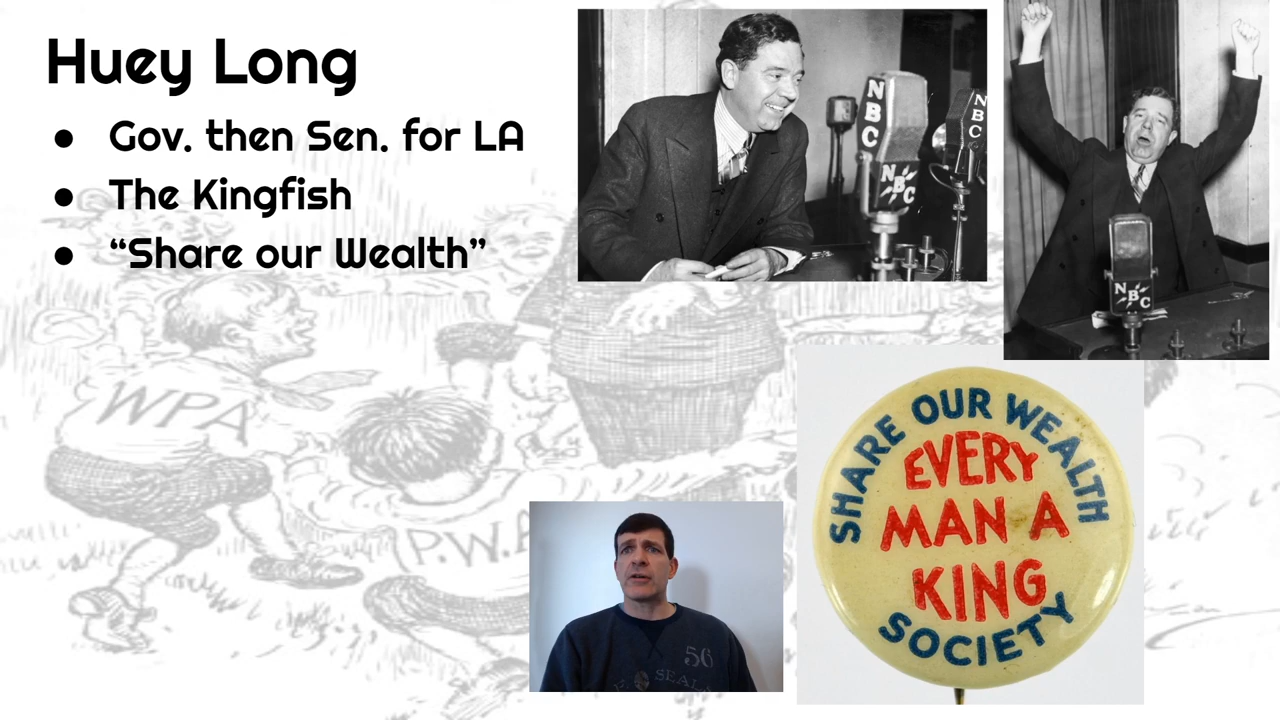 Huey Long
● Gov. then Sen. for LA
● The Kingfish
● “Share our Wealth”
NBC
NBC
NBC
NBC
WPA
P.W.A
SHARE OUR WEALTH
EVERY
MAN A
KING
SOCIETY
56